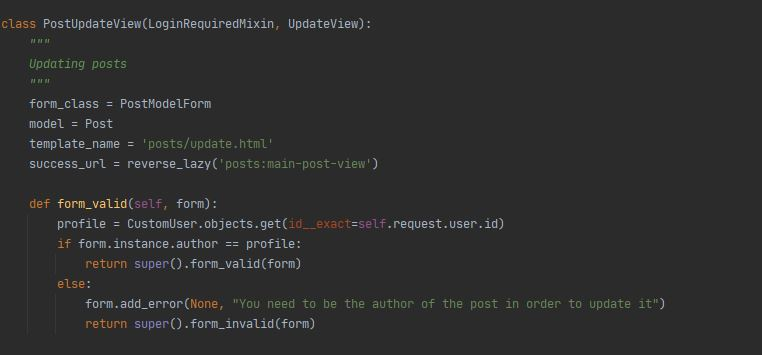 class PostUpdateView(LoginRequiredMixin, UpdateView):
    """
    Updating posts
    """
    form_class = PostModelForm
    model = Post
    template_name = 'posts/update.html'
    success_url = reverse_lazy('posts:main-post-view')

    def form_valid(self, form):
        profile = CustomUser.objects.get(id__exact=self.request.user.id)
        if form.instance.author == profile:
            return super().form_valid(form)
        else:
            form.add_error(None, "You need to be the author of the post in order to update it")
            return super().form_invalid(form)